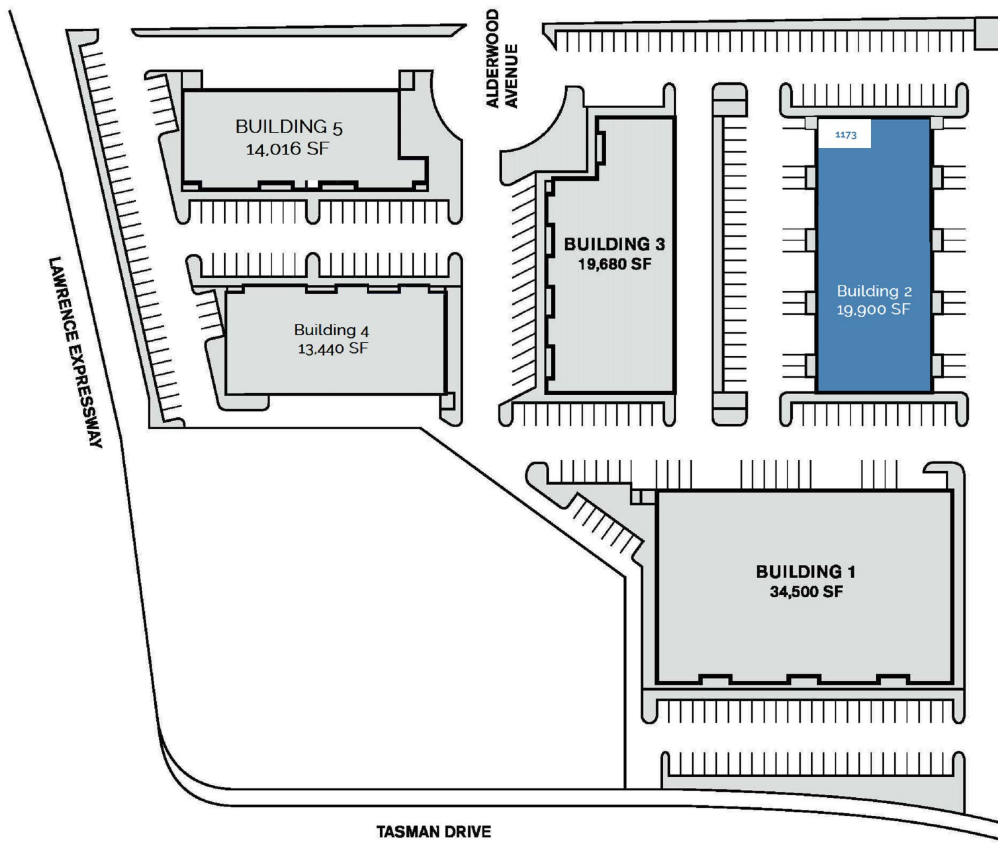 ALDERWOOD
AVENUE
BUILDING 5
14,016 SF
1173
BUILDING 3
19,680 SF
LAWRENCE EXPRESSWAY
Building 2
19,900 SF
Building 4
13,440 SF
BUILDING 1
34,500 SF
TASMAN DRIVE